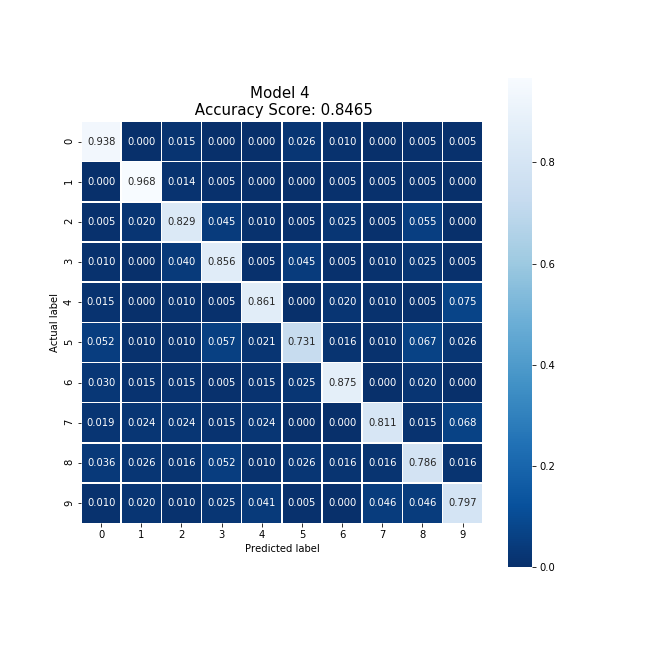 Model 4
Accuracy Score: 0.8465
0 0.938 0.000 0.015 0.000 0.000 0.026 0.010 0.000 0.005 0.005
1 0.000 0.968 0.014 0.005 0.000 0.000 0.005 0.005 0.005 0.000
2 0.005 0.020 0.829 0.045 0.010 0.005 0.025 0.005 0.055 0.000
3 0.010 0.000 0.040 0.856 0.005 0.045 0.005 0.010 0.025 0.005
4 0.015 0.000 0.010 0.005 0.861 0.000 0.020 0.010 0.005 0.075
5 0.052 0.010 0.010 0.057 0.021 0.731 0.016 0.010 0.067 0.026
6 0.030 0.015 0.015 0.005 0.015 0.025 0.875 0.000 0.020 0.000
7 0.019 0.024 0.024 0.015 0.024 0.000 0.000 0.811 0.015 0.068
8 0.036 0.026 0.016 0.052 0.010 0.026 0.016 0.016 0.786 0.016
9 0.010 0.020 0.010 0.025 0.041 0.005 0.000 0.046 0.046 0.797
0 1 2 3 4 5 6 7 8 9
Predicted label
Actual label
0.8
0.6
0.4
0.2
0.0